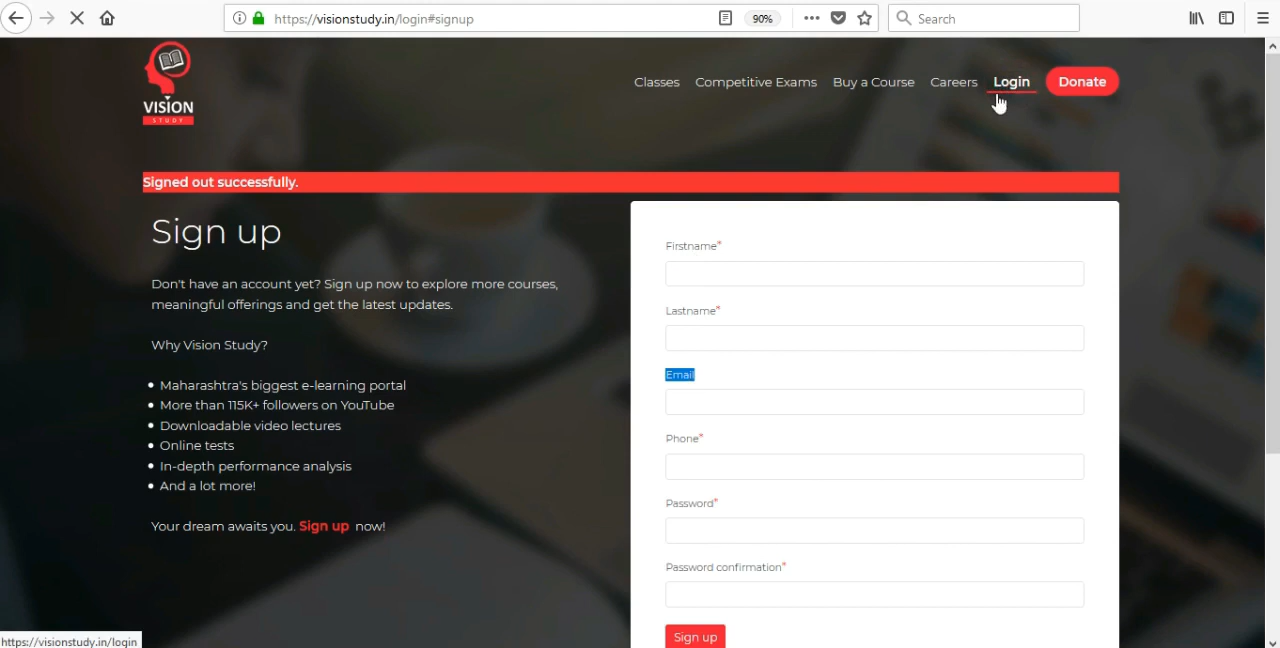 https://visionstudy.in/login#signup
90%
Search
VISION
STUDY
Classes
Competitive Exams
Buy a Course
Careers
Login
Donate
Signed out successfully.
Sign up
Don't have an account yet? Sign up now to explore more courses,
meaningful offerings and get the latest updates.
Why Vision Study?
Maharashtra's biggest e-learning portal
More than 115K+ followers on YouTube
Downloadable video lectures
Online tests
In-depth performance analysis
And a lot more!
Your dream awaits you. Sign up now!
Firstname*
Lastname*
Email
Phone*
Password*
Password confirmation*
Sign up
https://visionstudy.in/login